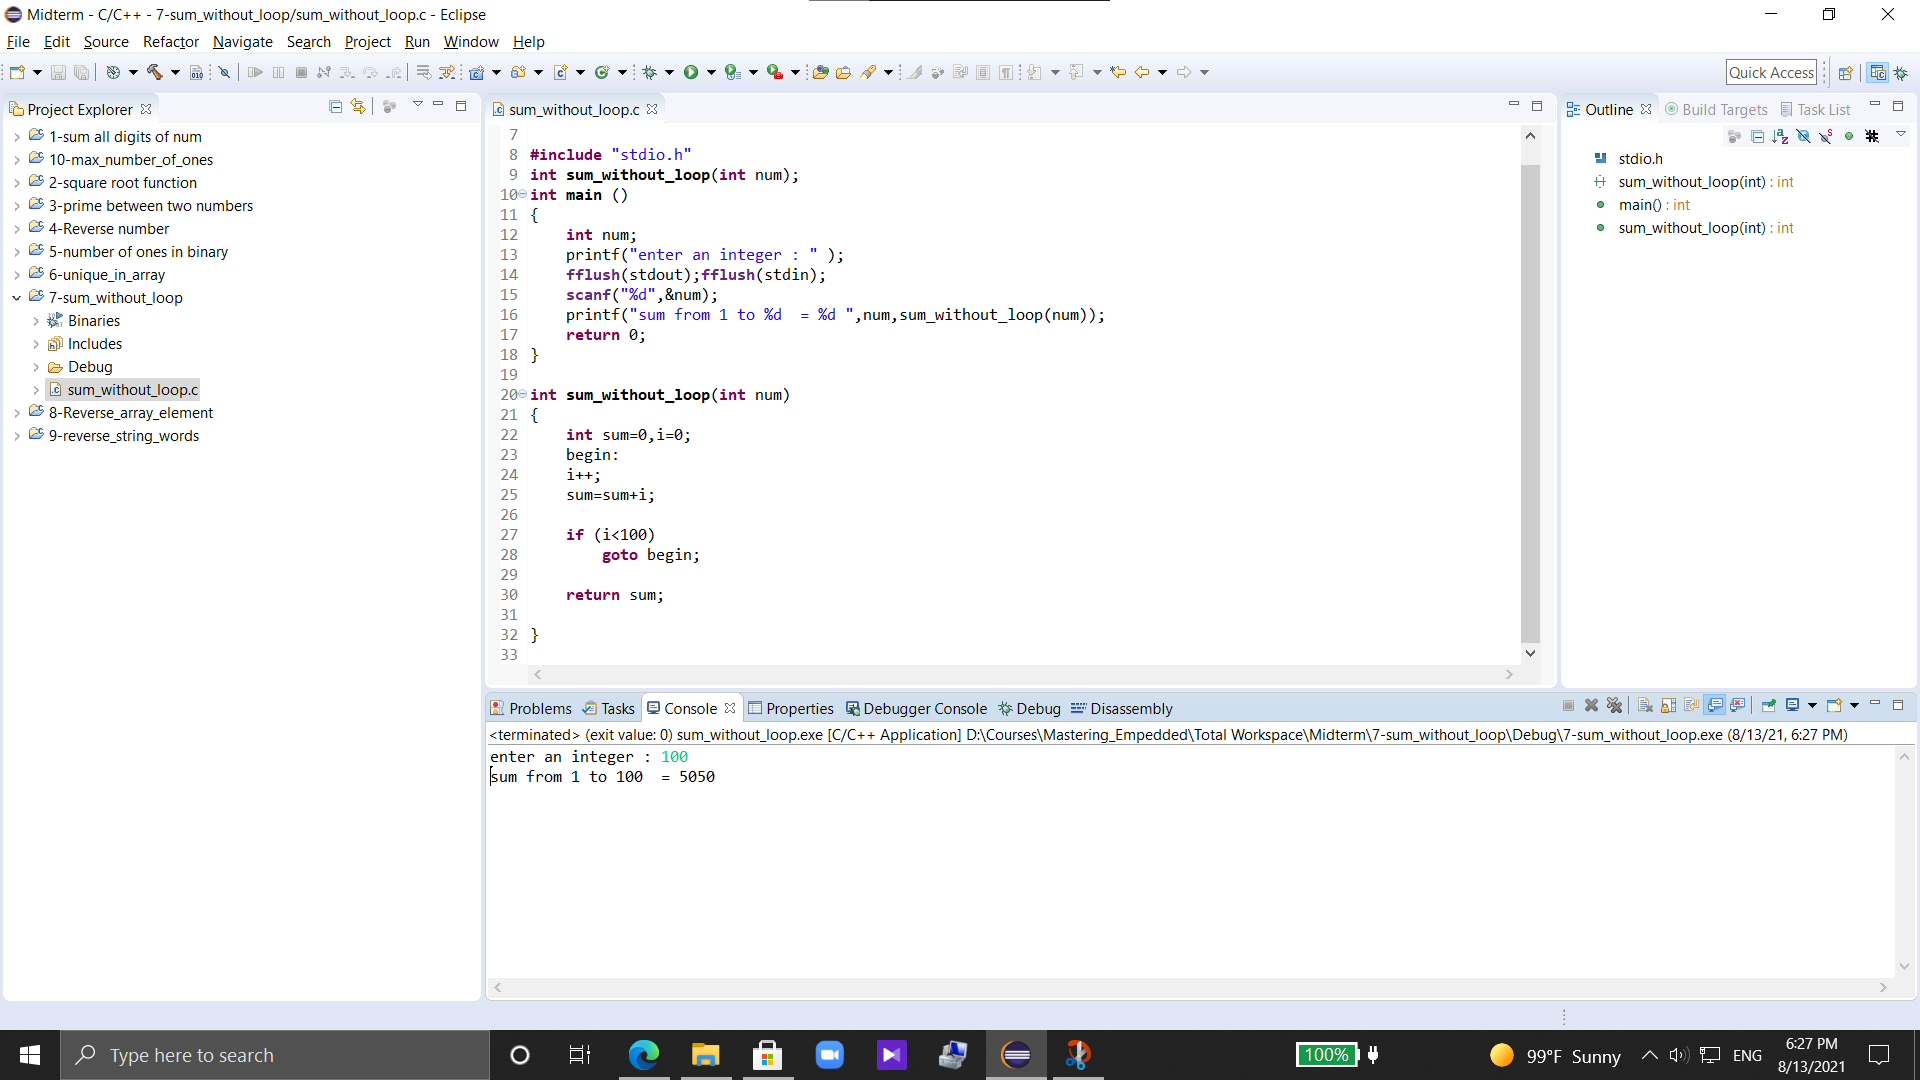 Midterm - C/C++ - 7-sum_without_loop/sum_without_loop.c - Eclipse
File Edit Source Refactor Navigate Search Project Run Window Help
Quick Access
Project Explorer
1-sum all digits of num
10-max_number_of_ones
2-square root function
3-prime between two numbers
4-Reverse number
5-number of ones in binary
6-unique_in_array
7-sum_without_loop
Binaries
Includes
Debug
sum_without_loop.c
8-Reverse_array_element
9-reverse_string_words
sum_without_loop.c
7
8 #include "stdio.h"
9 int sum_without_loop(int num);
10 int main ()
11 {
12     int num;
13     printf("enter an integer : " );
14     fflush(stdout);fflush(stdin);
15     scanf("%d",&num);
16     printf("sum from 1 to %d  = %d ",num,sum_without_loop(num));
17     return 0;
18 }
19
20 int sum_without_loop(int num)
21 {
22     int sum=0,i=0;
23     begin:
24     i++;
25     sum=sum+i;
26
27     if (i<100)
28         goto begin;
29
30     return sum;
31
32 }
33
Outline Build Targets Task List
stdio.h
sum_without_loop(int) : int
main() : int
sum_without_loop(int) : int
Problems Tasks Console Properties Debugger Console Debug Disassembly
<terminated> (exit value: 0) sum_without_loop.exe [C/C++ Application] D:\Courses\Mastering_Empedded\Total Workspace\Midterm\7-sum_without_loop\Debug\7-sum_without_loop.exe (8/13/21, 6:27 PM)
enter an integer : 100
sum from 1 to 100  = 5050
Type here to search
100%
99°F Sunny
ENG
6:27 PM
8/13/2021